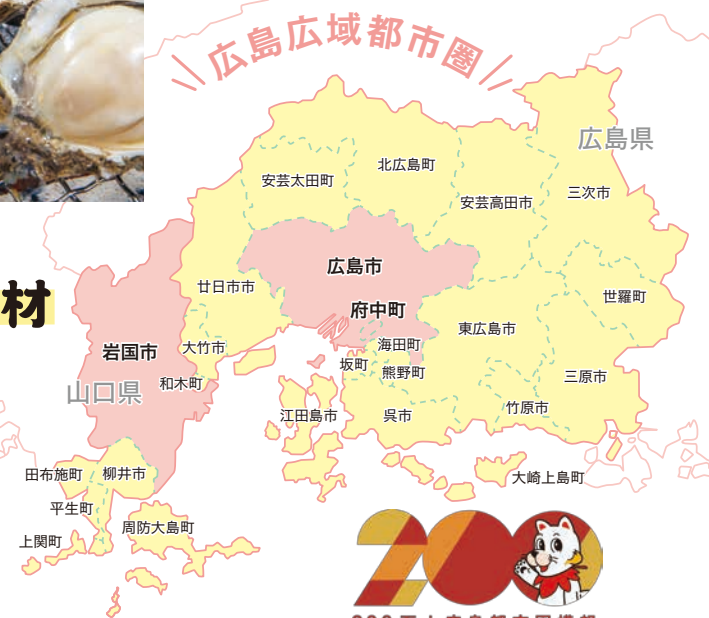 広島広域都市圏
広島県
安芸太田町
北広島町
安芸高田市
三次市
広島市
廿日市市
府中町
世羅町
材
東広島市
岩国市
大竹市
海田町
坂町
熊野町
三原市
山口県
和木町
江田島市
呉市
竹原市
大崎上島町
田布施町
柳井市
平生町
周防大島町
上関町
200